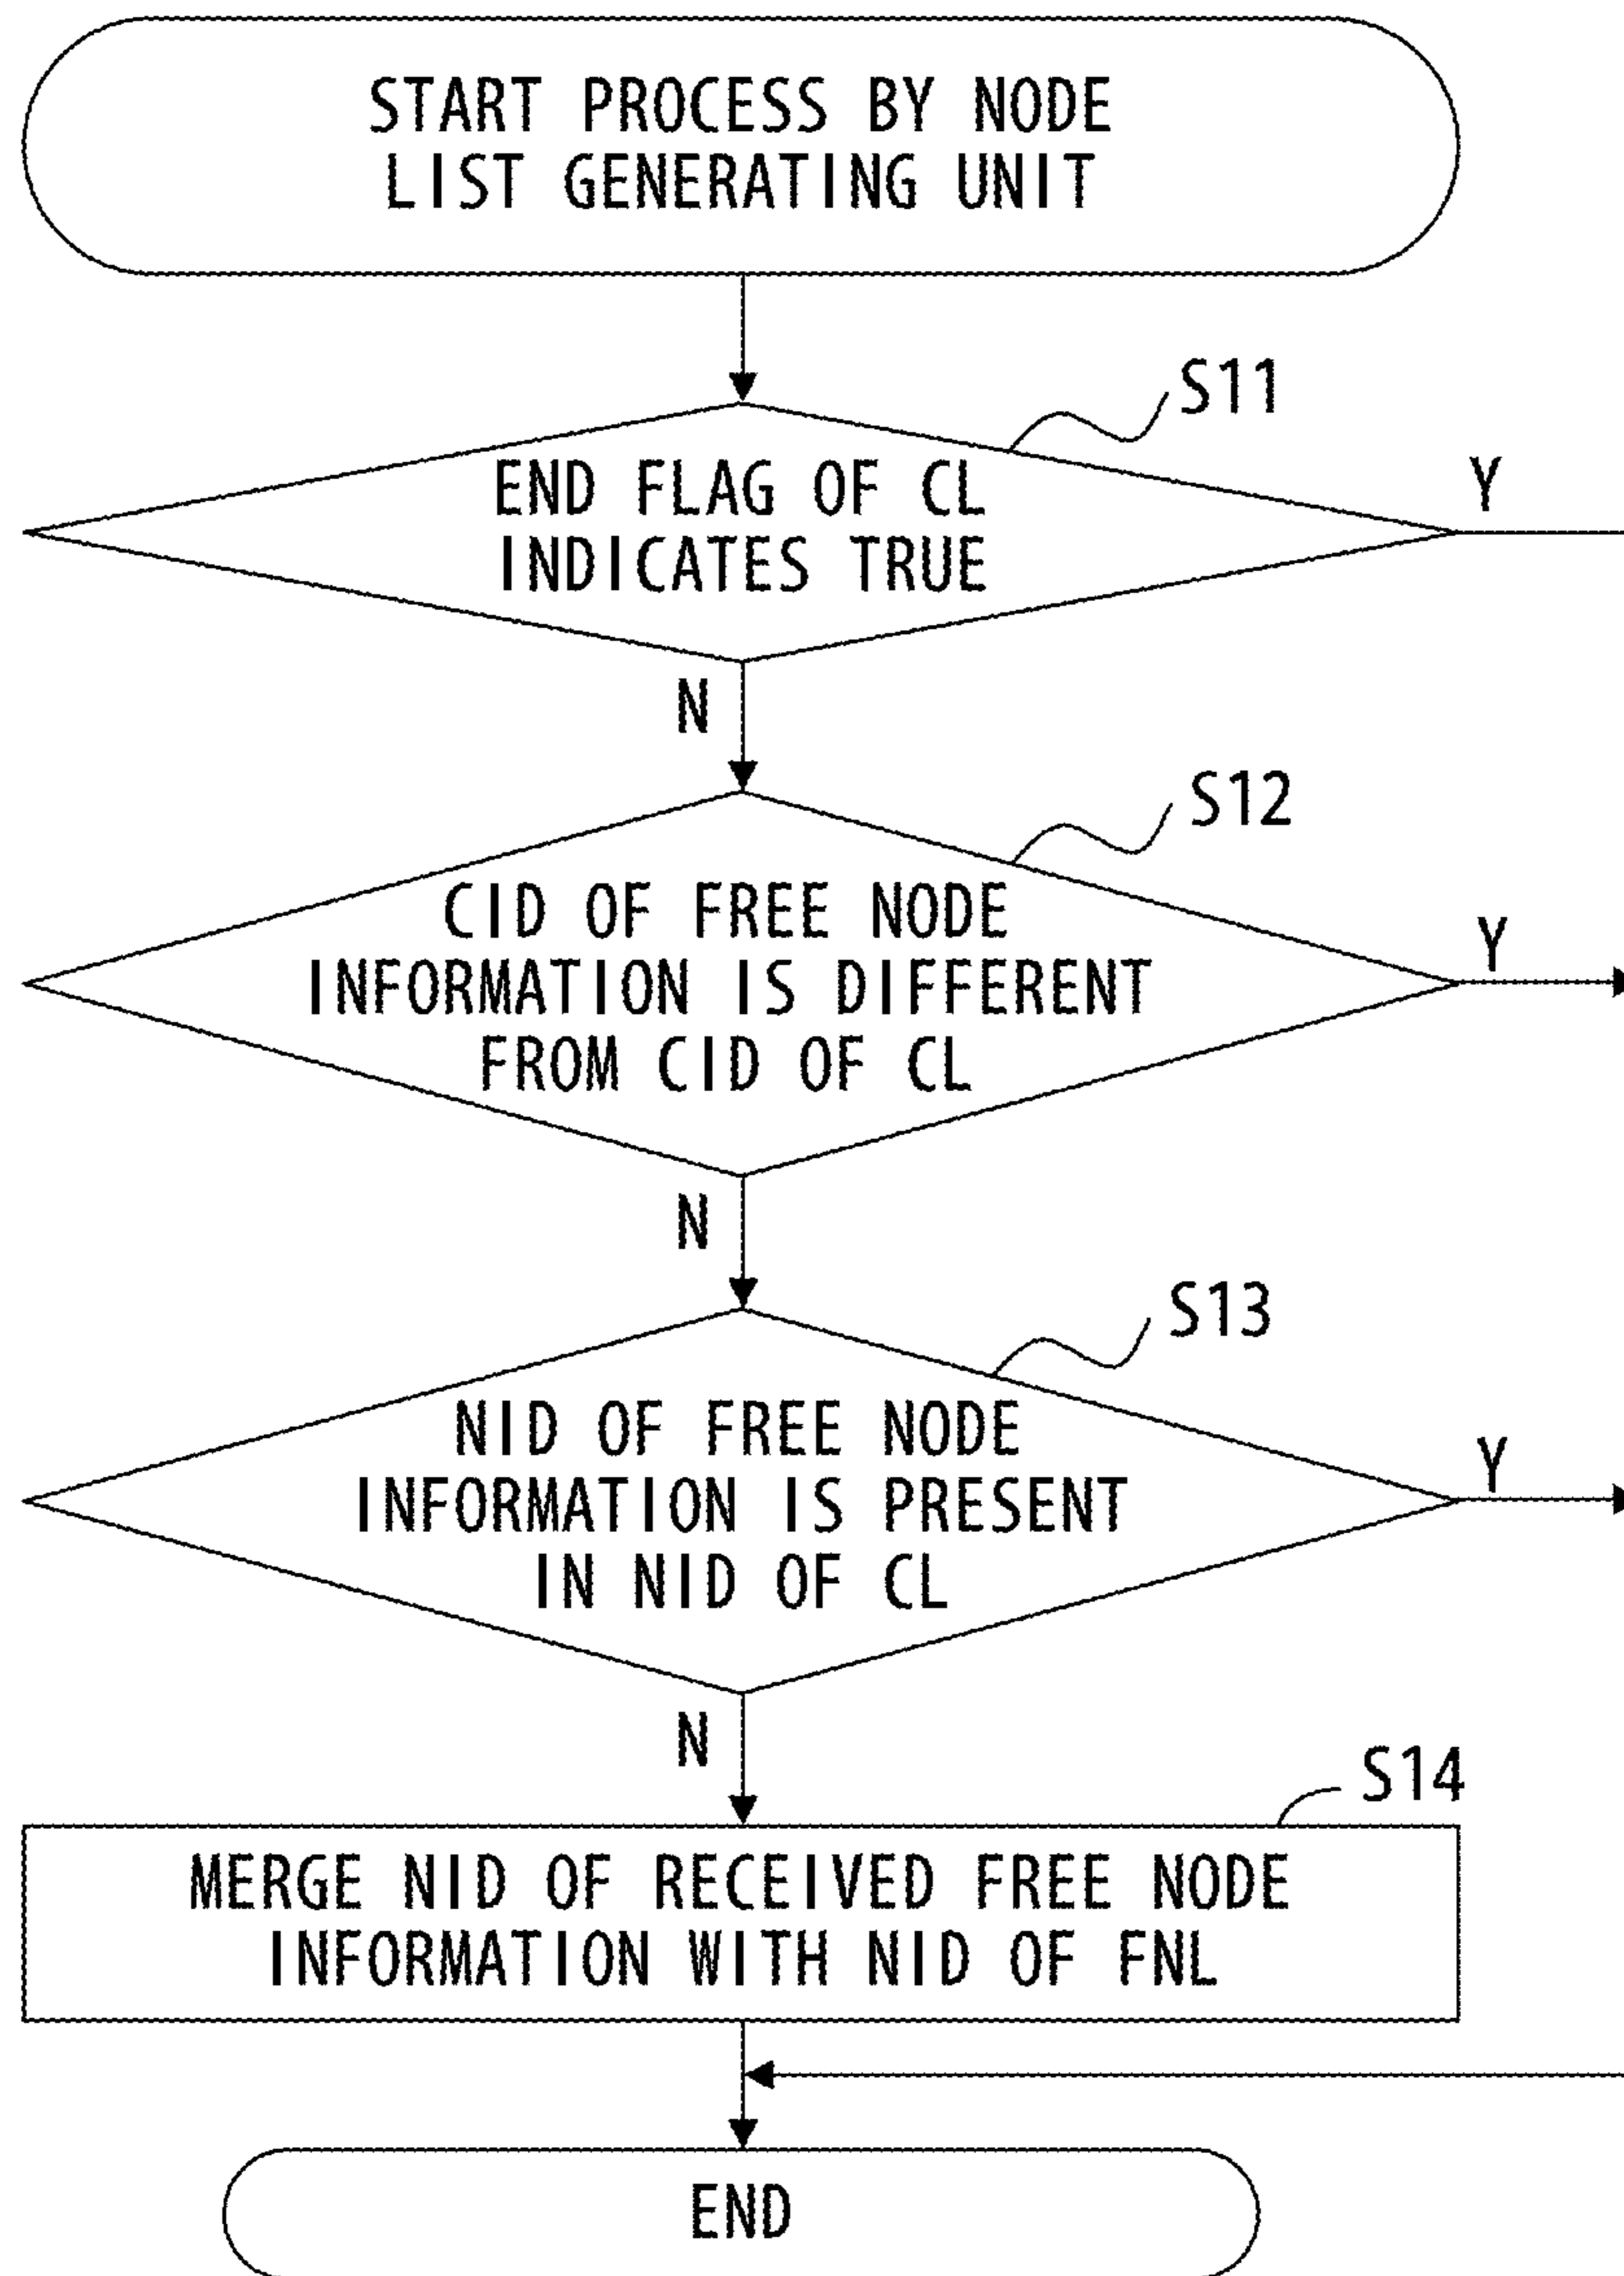 START PROCESS BY NODE
LIST GENERATING UNIT
S11
END FLAG OF CL
INDICATES TRUE
Y
N
S12
CID OF FREE NODE
INFORMATION IS DIFFERENT
FROM CID OF CL
Y
N
S13
NID OF FREE NODE
INFORMATION IS PRESENT
IN NID OF CL
Y
N
S14
MERGE NID OF RECEIVED FREE NODE
INFORMATION WITH NID OF FNL
END